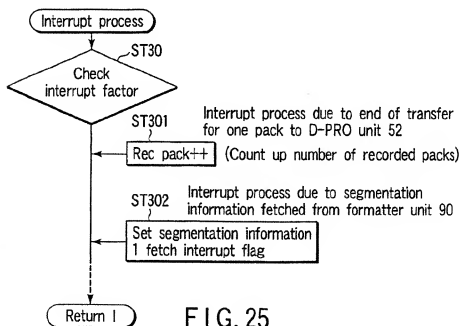 Interrupt process
ST30
Check
interrupt factor
ST301
Interrupt process due to end of transfer
for one pack to D-PRO unit 52
Rec pack++ (Count up number of recorded packs)
Interrupt process due to segmentation
information fetched from formatter unit 90
ST302
Set segmentation information
1 fetch interrupt flag
Return I
FIG. 25